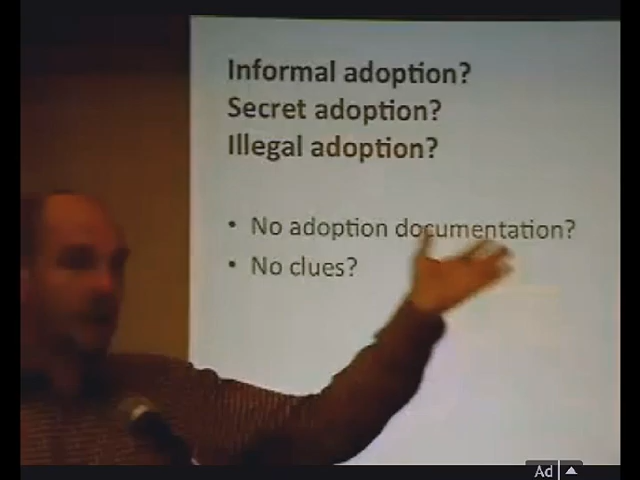 Informal adoption?
Secret adoption?
Illegal adoption?
• No adoption documentation?
• No clues?
Ad